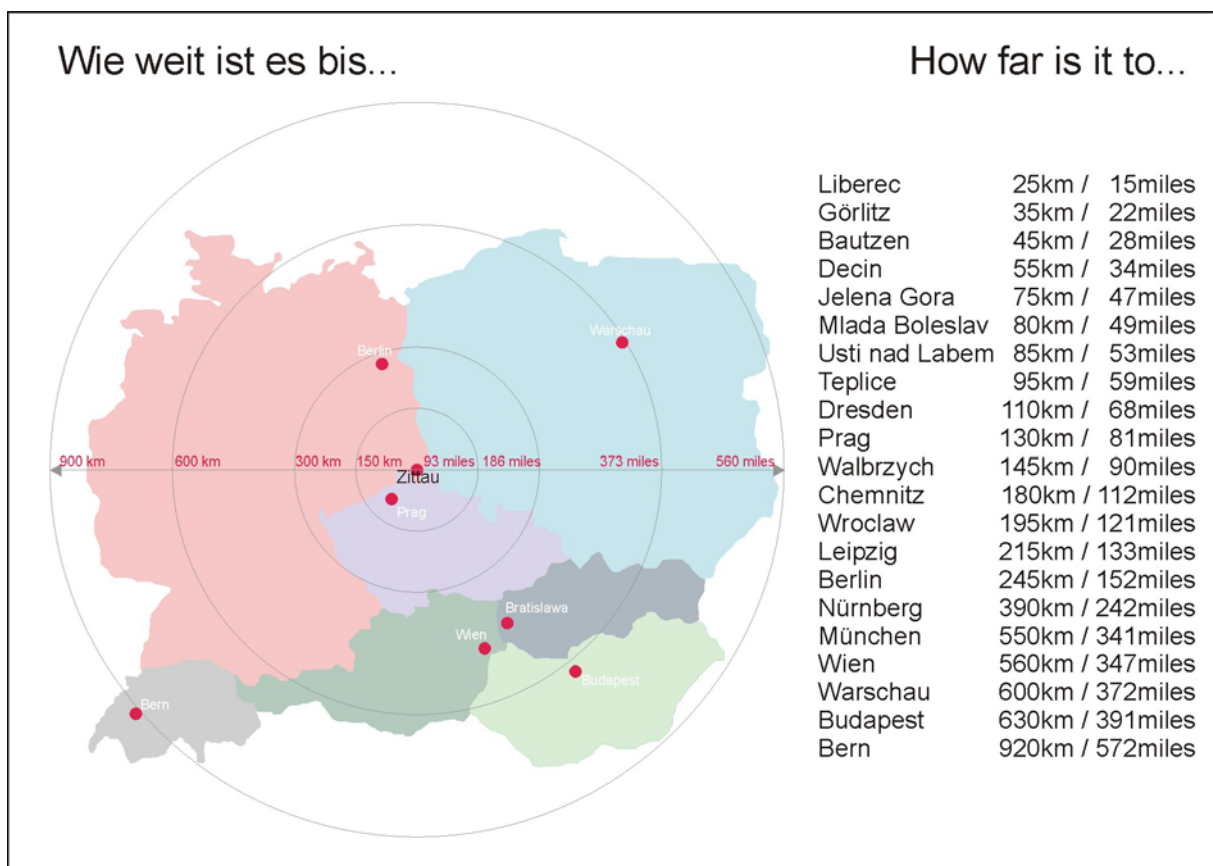 Wie weit ist es bis...
How far is it to...
Warschau
Berlin
900 km 600 km 300 km 150 km 93 miles 186 miles 373 miles 560 miles
Zittau
Prag
Bratislawa
Wien
Budapest
Bern
Liberec 25km / 15miles
Görlitz 35km / 22miles
Bautzen 45km / 28miles
Decin 55km / 34miles
Jelena Gora 75km / 47miles
Mlada Boleslav 80km / 49miles
Usti nad Labem 85km / 53miles
Teplice 95km / 59miles
Dresden 110km / 68miles
Prag 130km / 81miles
Walbrzych 145km / 90miles
Chemnitz 180km / 112miles
Wroclaw 195km / 121miles
Leipzig 215km / 133miles
Berlin 245km / 152miles
Nürnberg 390km / 242miles
München 550km / 341miles
Wien 560km / 347miles
Warschau 600km / 372miles
Budapest 630km / 391miles
Bern 920km / 572miles